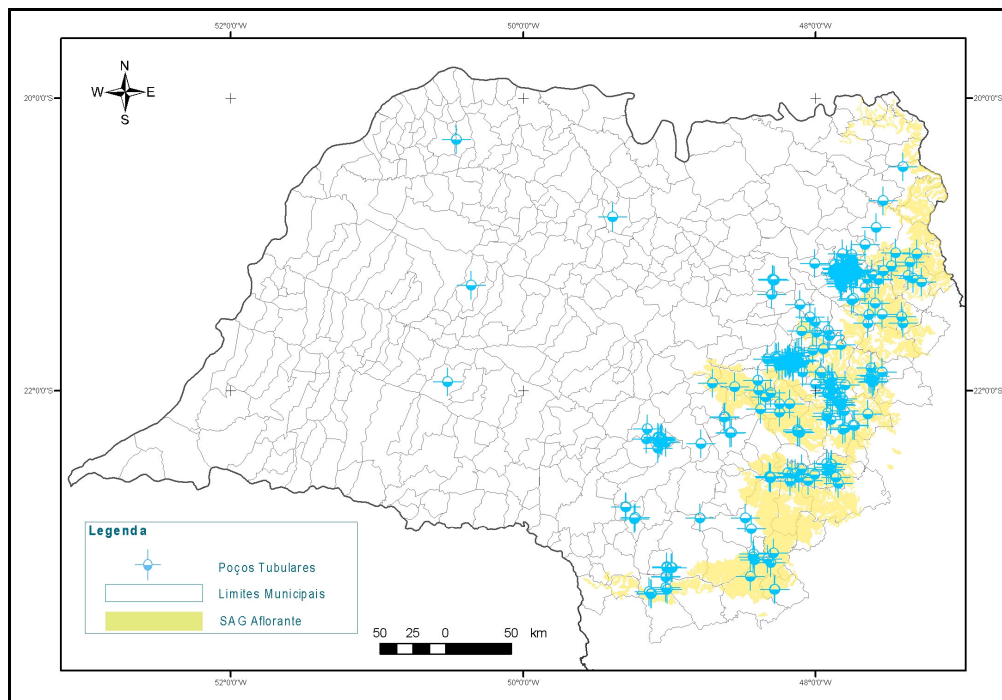 52°0'0"W 50°0'0"W 48°0'0"W
N
W E
S
20°0'0"S 20°0'0"S
22°0'0"S 22°0'0"S
Legenda
Poços Tubulares
Limites Municipais
SAG Aflorante
50 25 0 50 km
52°0'0"W 50°0'0"W 48°0'0"W